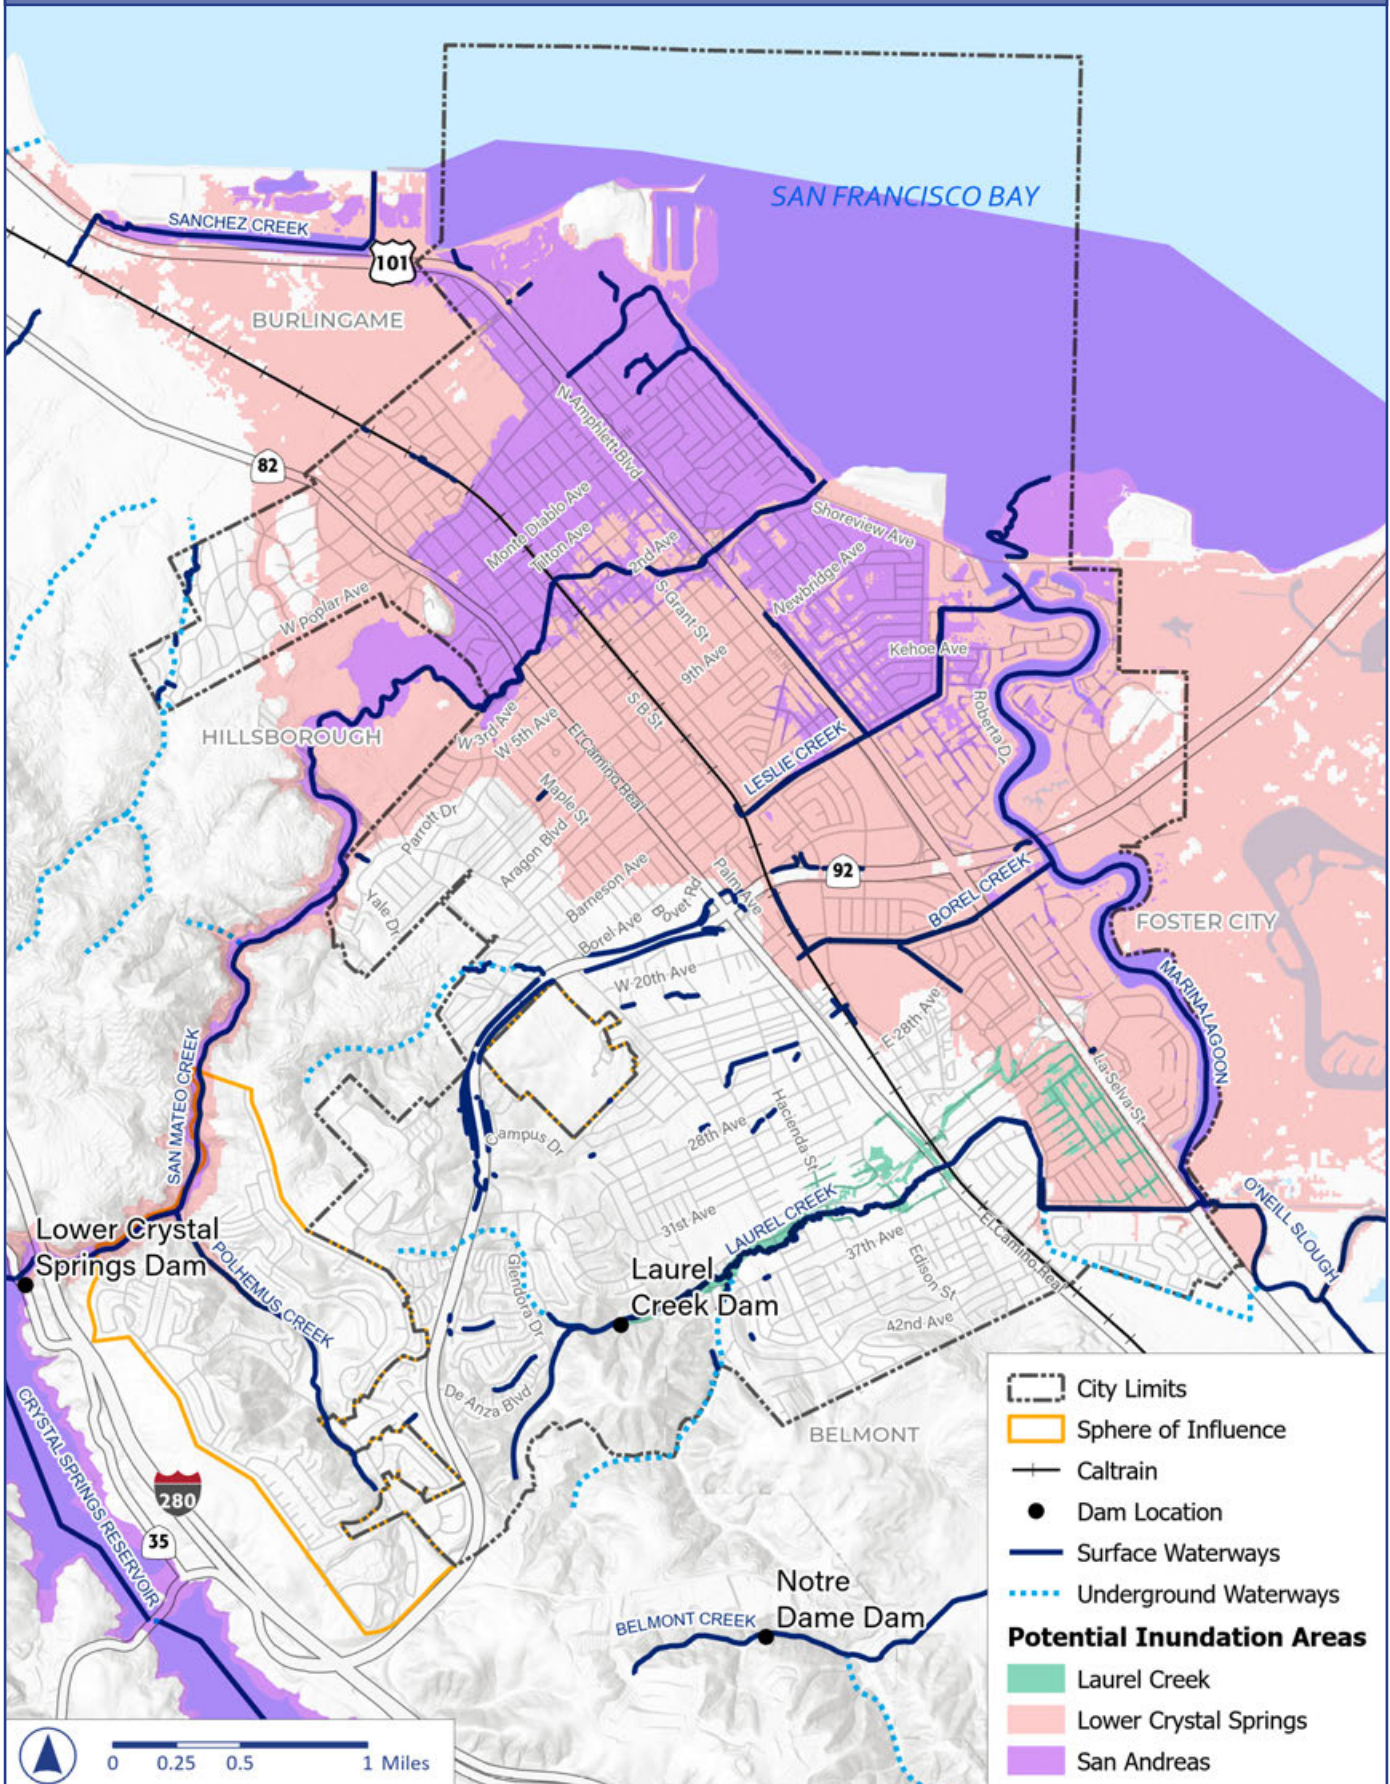 SAN FRANCISCO BAY
SANCHEZ CREEK
101
BURLINGAME
N Amphlett Blvd
82
Monte Diablo Ave
Tilton Ave
2nd Ave
Shoreview Ave
Newbridge Ave
S Grant St
W Poplar Ave
9th Ave
Kehoe Ave
S B St
Roberta Dr
HILLSBOROUGH
W 3rd Ave
W 5th Ave
El Camino Real
LESLIE CREEK
Maple St
Parrott Dr
Aragon Blvd
92
Barneson Ave
Palm Ave
Bovet Rd
BOREL CREEK
Yale Dr
Borel Ave
FOSTER CITY
W 20th Ave
MARINA LAGOON
E 28th Ave
SAN MATEO CREEK
La Selva St
Hacienda St
28th Ave
Campus Dr
LAUREL CREEK
31st Ave
37th Ave
El Camino Real
O'NEILL SLOUGH
Lower Crystal
Springs Dam
POLHEMUS CREEK
Glendora Dr
Laurel
Creek Dam
Edison St
42nd Ave
De Anza Blvd
BELMONT
CRYSTAL SPRINGS RESERVOIR
280
35
Notre
Dame Dam
BELMONT CREEK
City Limits
Sphere of Influence
Caltrain
Dam Location
Surface Waterways
Underground Waterways
Potential Inundation Areas
Laurel Creek
Lower Crystal Springs
San Andreas
0 0.25 0.5 1 Miles